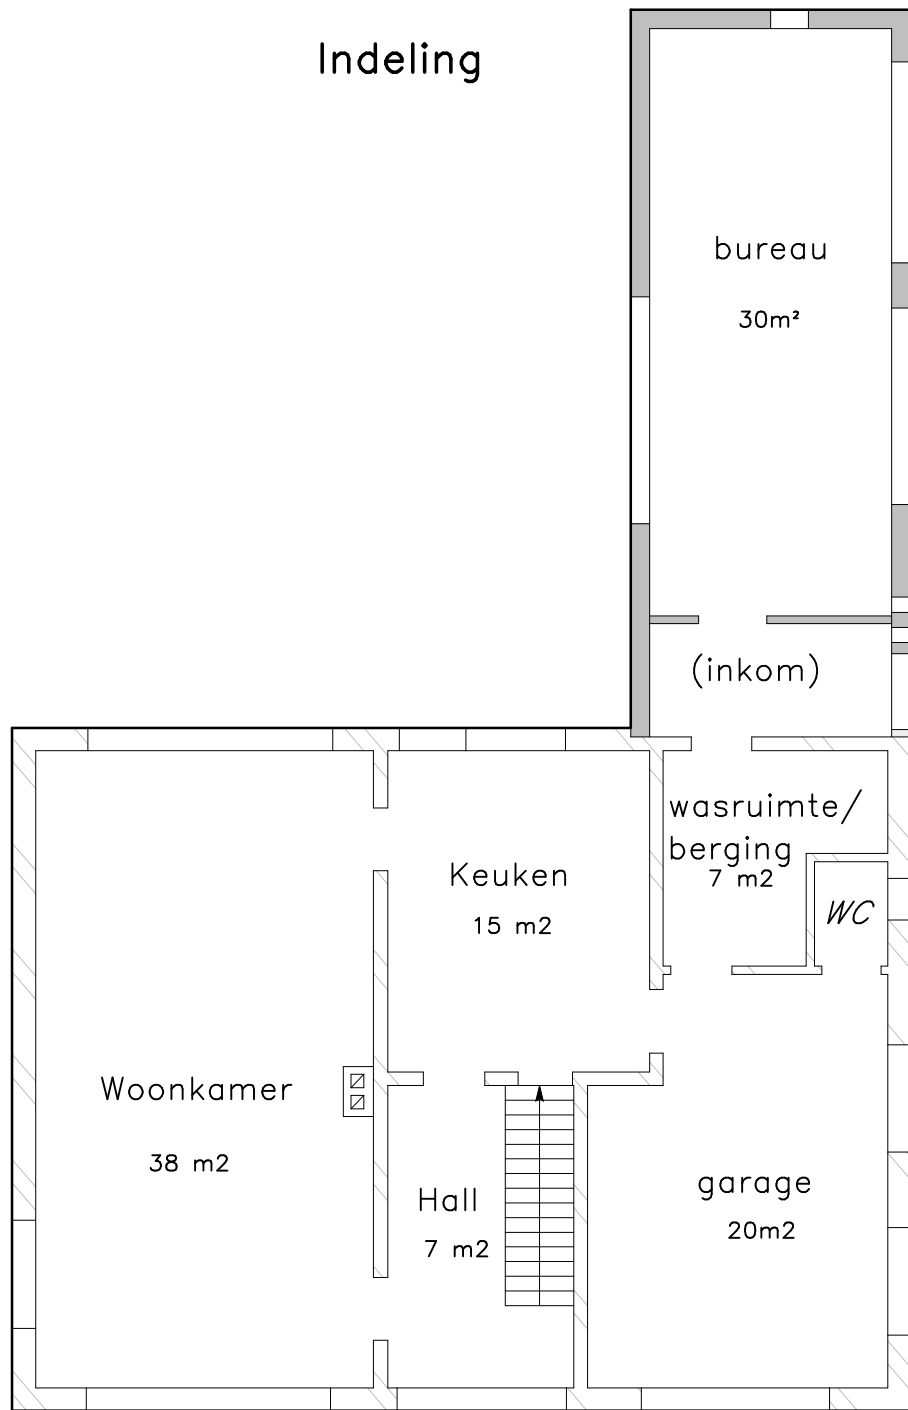 Indeling
bureau
30m²
(inkom)
wasruimte/
berging
7 m2
WC
Keuken
15 m2
Woonkamer
38 m2
Hall
7 m2
garage
20m2